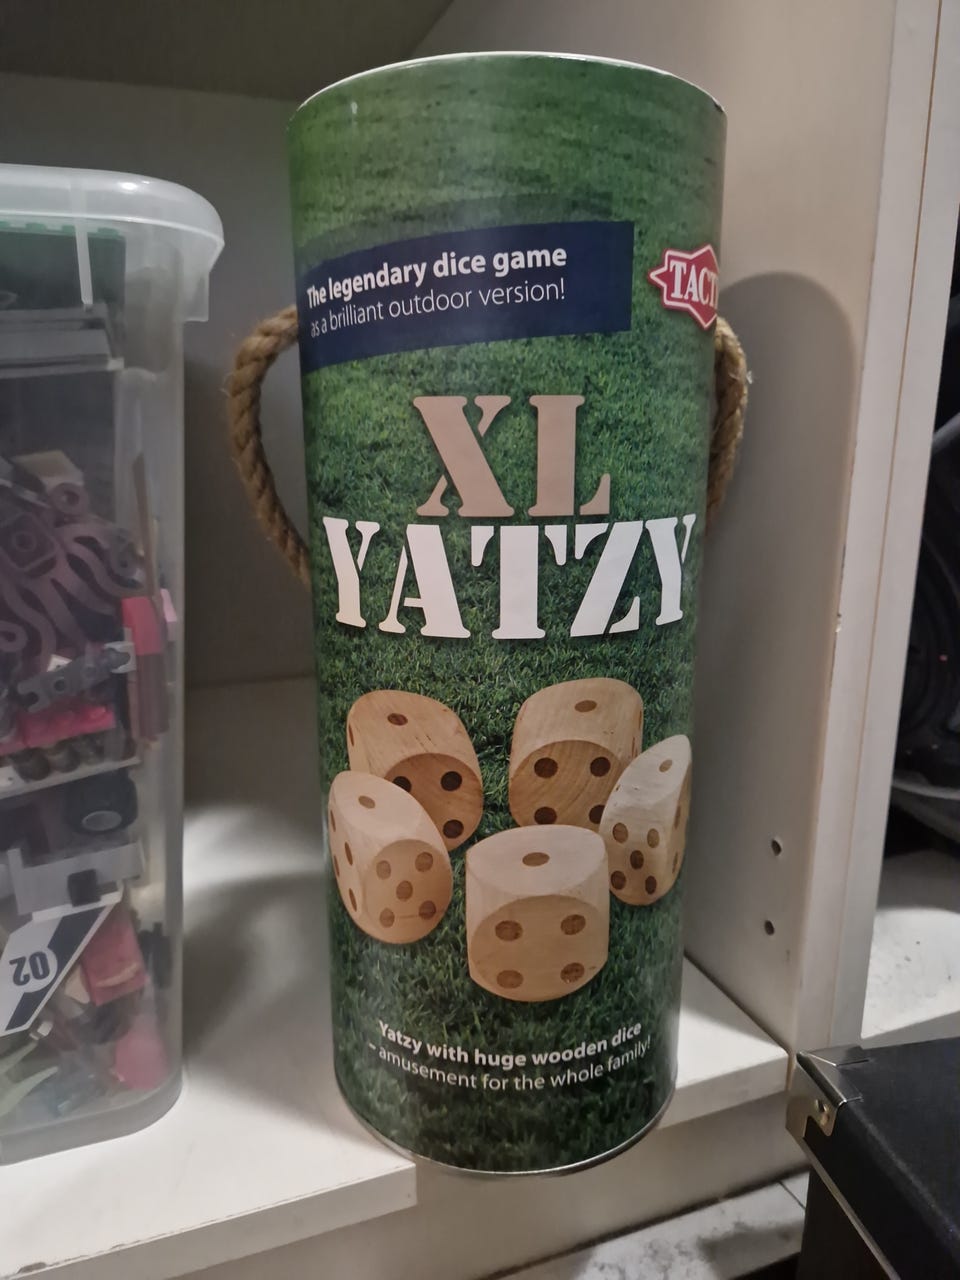 The legendary dice game
as a brilliant outdoor version!
TACT
XL
YATZY
02
Yatzy with huge wooden dice
- amusement for the whole family!